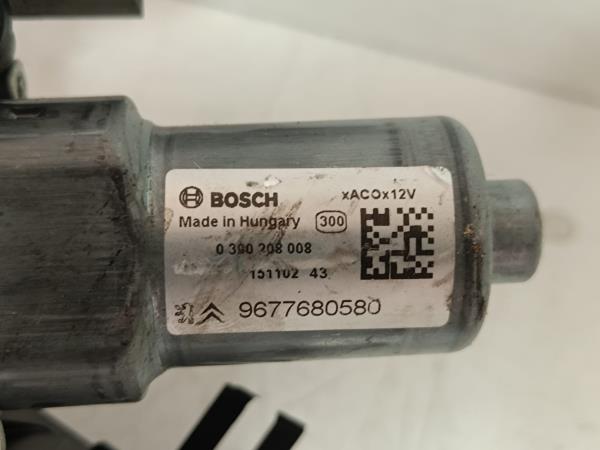 BOSCH xACOx12V
Made in Hungary 300
0 390 208 008
151102 43
9677680580